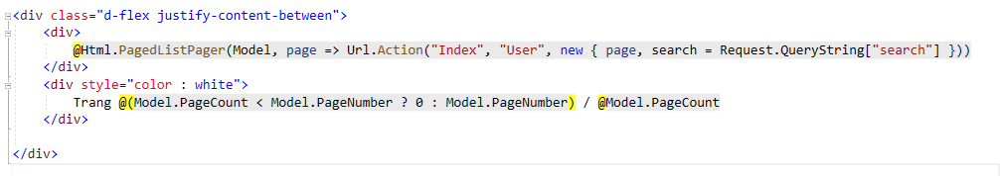 <div class="d-flex justify-content-between">
<div>
@Html.PagedListPager(Model, page => Url.Action("Index", "User", new { page, search = Request.QueryString["search"] }))
</div>
<div style="color : white">
Trang @(Model.PageCount < Model.PageNumber ? 0 : Model.PageNumber) / @Model.PageCount
</div>
</div>